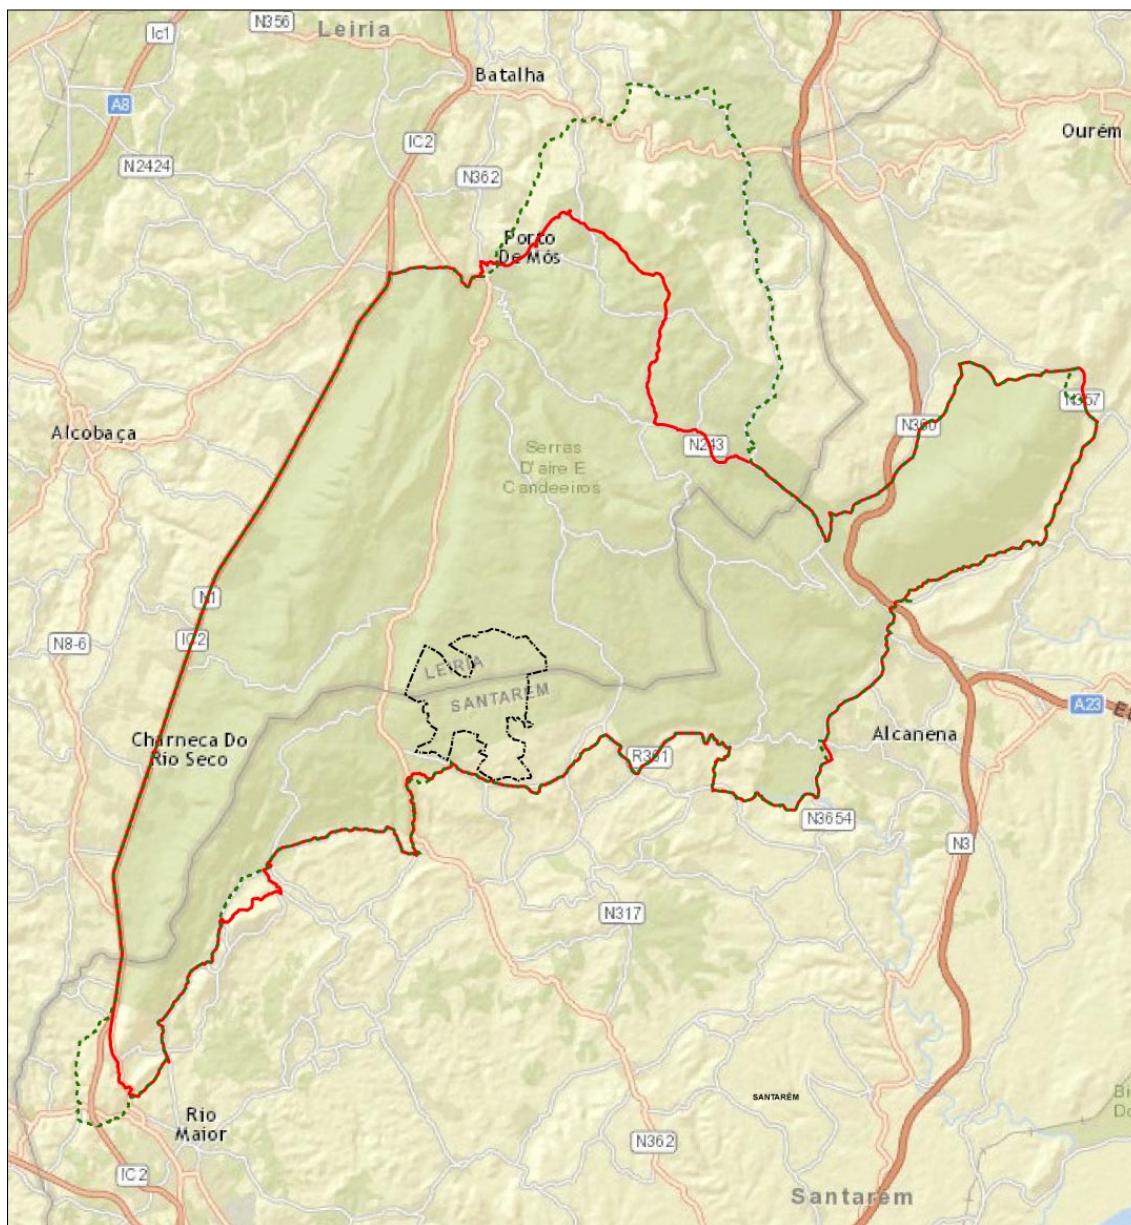 N356
Leiria
Ic1
Batalha
A8
Ourém
IC2
N2424
N362
Porto
De Mós
N357
Alcobaça
N360
N243
Serras
D'aire E
Candeeiros
N1
IC2
N8-6
LEIRIA
SANTARÉM
A23
Charneca Do
Rio Seco
Alcanena
R361
N3654
N3
N317
SANTARÉM
Rio
Maior
N362
IC2
Santarém